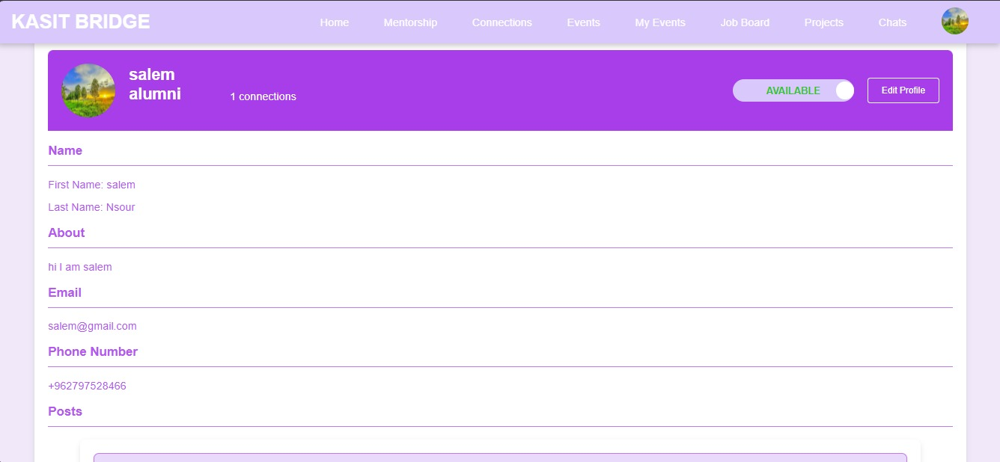 KASIT BRIDGE
Home Mentorship Connections Events My Events Job Board Projects Chats
salem
alumni
1 connections
AVAILABLE
Edit Profile
Name
First Name: salem
Last Name: Nsour
About
hi I am salem
Email
salem@gmail.com
Phone Number
+962797528466
Posts